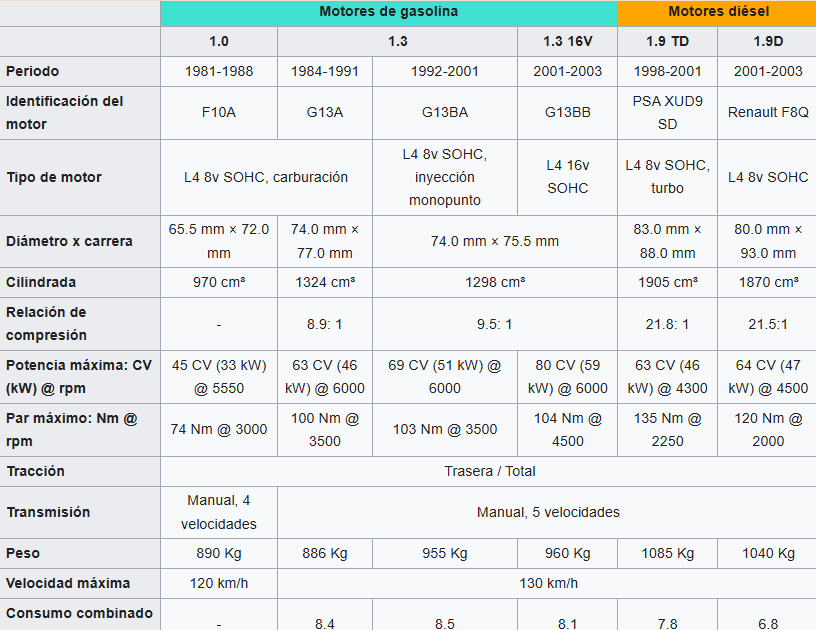 Motores de gasolina Motores diésel
1.0 1.3 1.3 16V 1.9 TD 1.9D
Periodo 1981-1988 1984-1991 1992-2001 2001-2003 1998-2001 2001-2003
Identificación del
motor
F10A G13A G13BA G13BB
PSA XUD9
SD
Renault F8Q
Tipo de motor
L4 8v SOHC, carburación
L4 8v SOHC,
inyección
monopunto
L4 16v
SOHC
L4 8v SOHC,
turbo
L4 8v SOHC
Diámetro x carrera
65.5 mm × 72.0
mm
74.0 mm ×
77.0 mm
74.0 mm × 75.5 mm
83.0 mm ×
88.0 mm
80.0 mm ×
93.0 mm
Cilindrada 970 cm³ 1324 cm³ 1298 cm³ 1905 cm³ 1870 cm³
Relación de
compresión
- 8.9: 1 9.5: 1 21.8: 1 21.5:1
Potencia máxima: CV
(kW) @ rpm
45 CV (33 kW)
@ 5550
63 CV (46
kW) @ 6000
69 CV (51 kW) @
6000
80 CV (59
kW) @ 6000
63 CV (46
kW) @ 4300
64 CV (47
kW) @ 4500
Par máximo: Nm @
rpm
74 Nm @ 3000
100 Nm @
3500
103 Nm @ 3500
104 Nm @
4500
135 Nm @
2250
120 Nm @
2000
Tracción Trasera / Total
Transmisión
Manual, 4
velocidades
Manual, 5 velocidades
Peso 890 Kg 886 Kg 955 Kg 960 Kg 1085 Kg 1040 Kg
Velocidad máxima 120 km/h 130 km/h
Consumo combinado
- 8.4 8.5 8.1 7.8 6.8